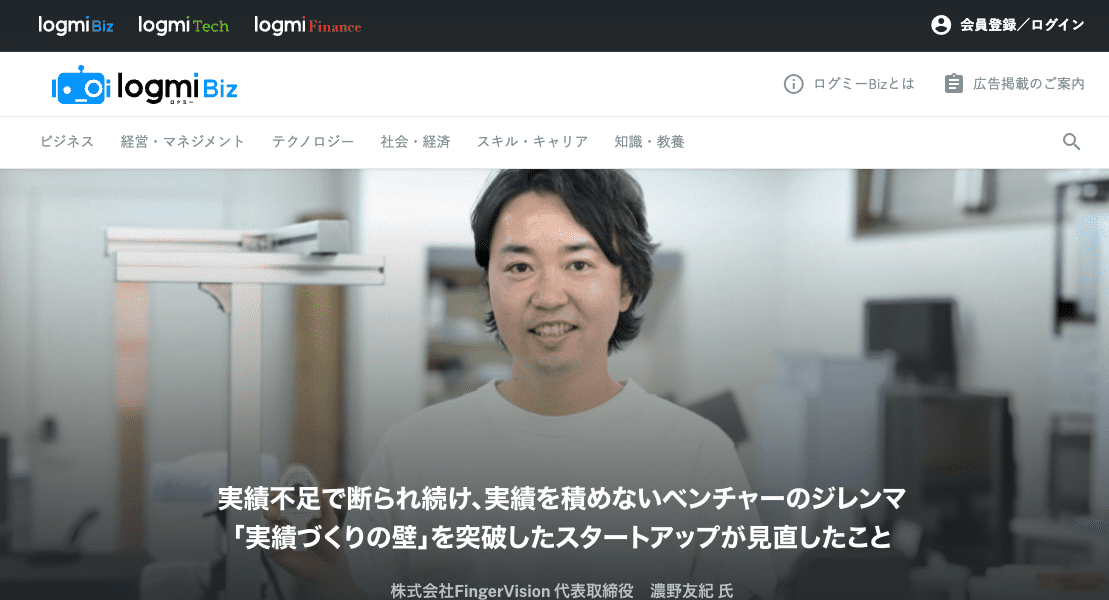 logmi Biz logmi Tech logmi Finance 会員登録／ログイン
logmi Biz ログミーBizとは 広告掲載のご案内
ログミー
ビジネス 経営・マネジメント テクノロジー 社会・経済 スキル・キャリア 知識・教養
実績不足で断られ続け、実績を積めないベンチャーのジレンマ
「実績づくりの壁」を突破したスタートアップが見直したこと
株式会社FingerVision 代表取締役 濃野友紀 氏